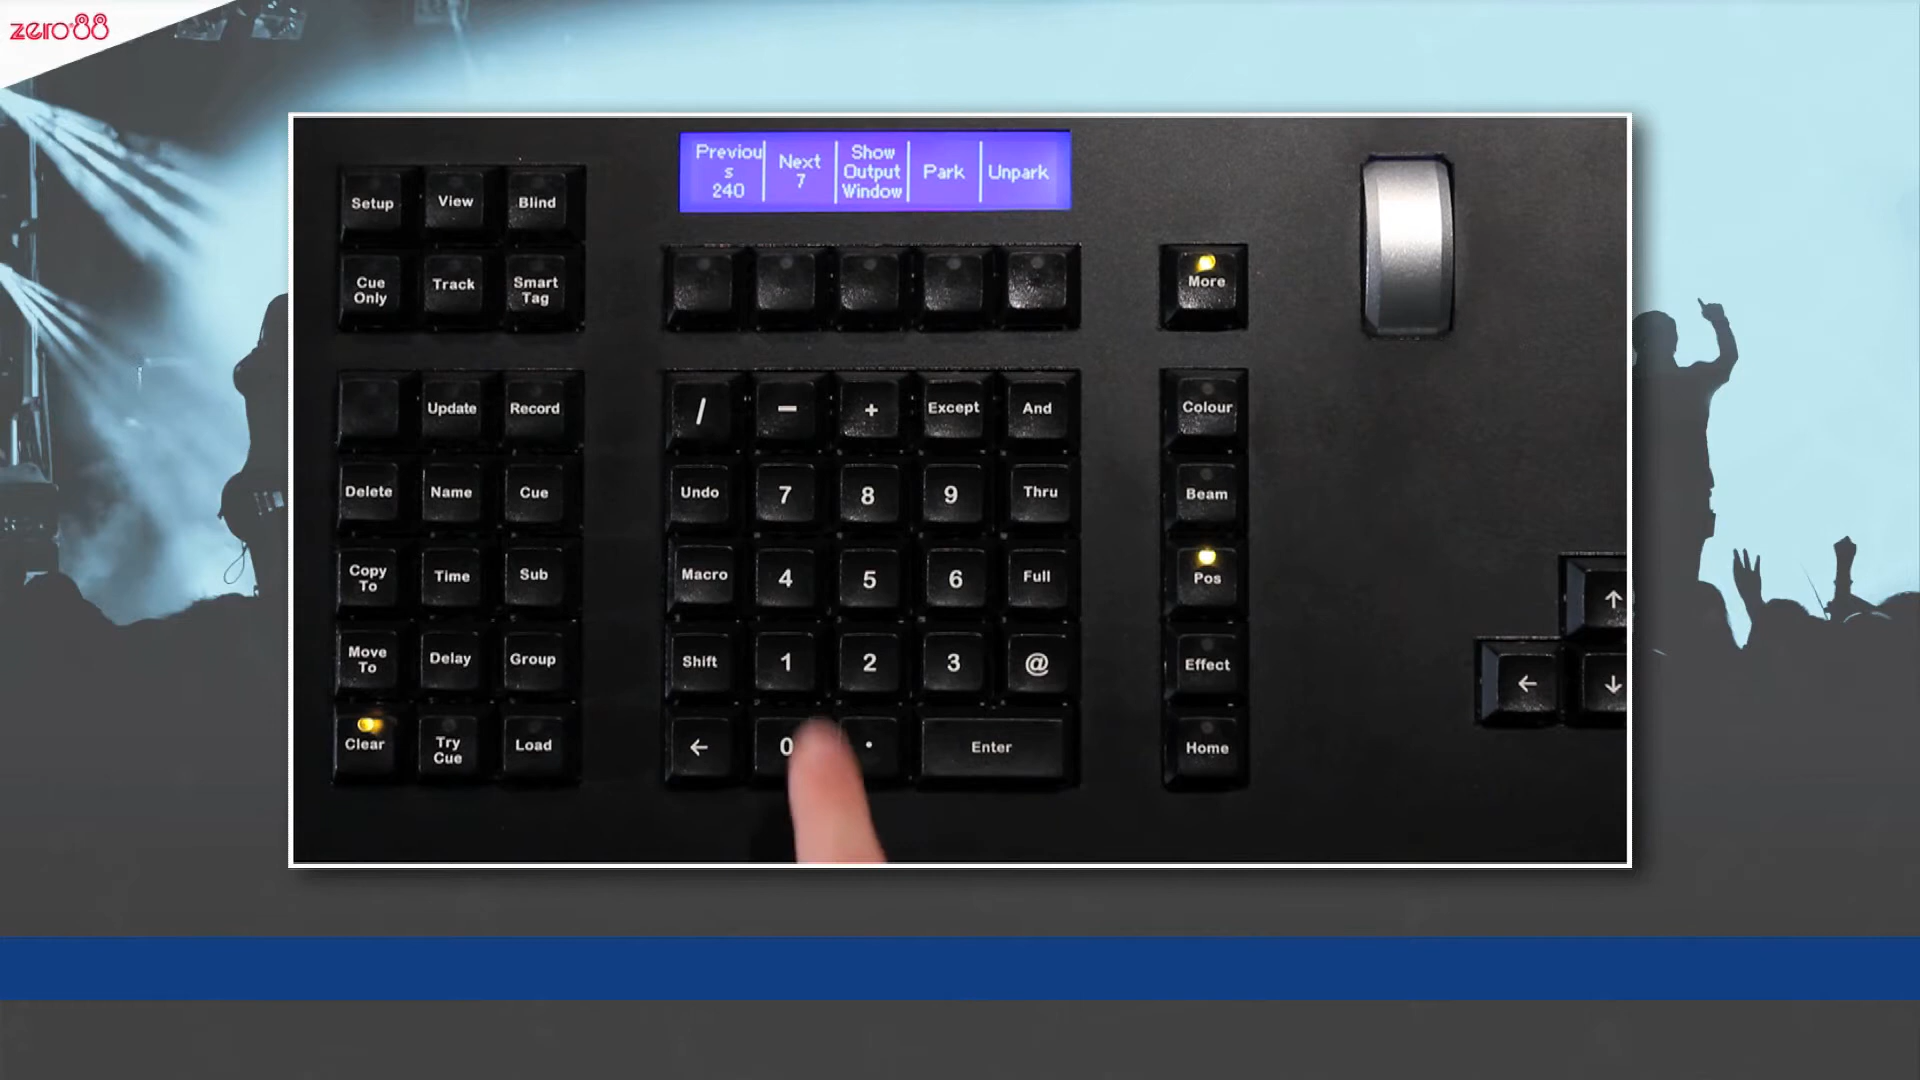 zero88
Previou
s
240
Next
7
Show
Output
Window
Park
Unpark
Setup
View
Blind
Cue
Only
Track
Smart
Tag
More
Update
Record
/
−
+
Except
And
Colour
Delete
Name
Cue
Undo
7
8
9
Thru
Beam
Copy
To
Time
Sub
Macro
4
5
6
Full
Pos
↑
Move
To
Delay
Group
Shift
1
2
3
@
Effect
←
↓
Clear
Try
Cue
Load
←
0
.
Enter
Home